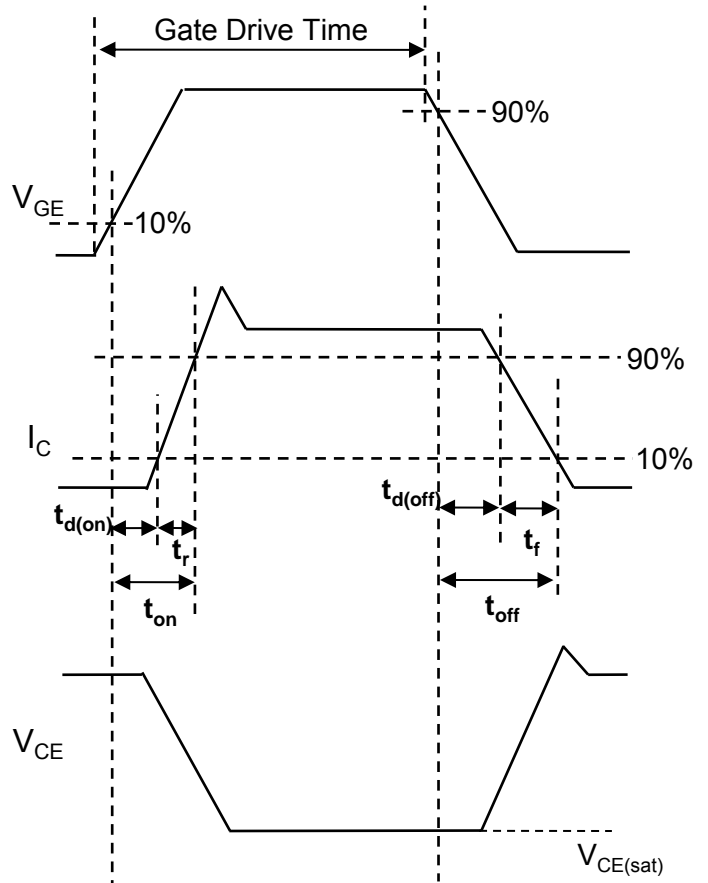 Gate Drive Time
90%
V_GE
10%
90%
I_C
10%
t_d(on)
t_r
t_d(off)
t_f
t_on
t_off
V_CE
V_CE(sat)